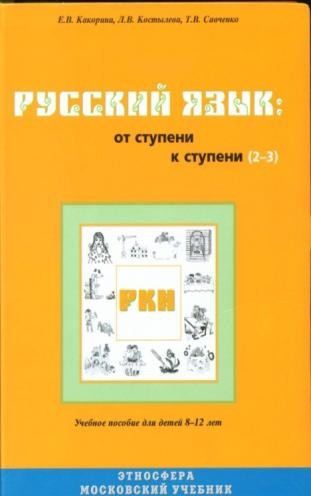 Е.В. Какорина, Л.В. Костылева, Т.В. Савченко
РУССКИЙ ЯЗЫК:
от ступени
к ступени (2–3)
РКИ
Учебное пособие для детей 8–12 лет
ЭТНОСФЕРА
МОСКОВСКИЙ УЧЕБНИК